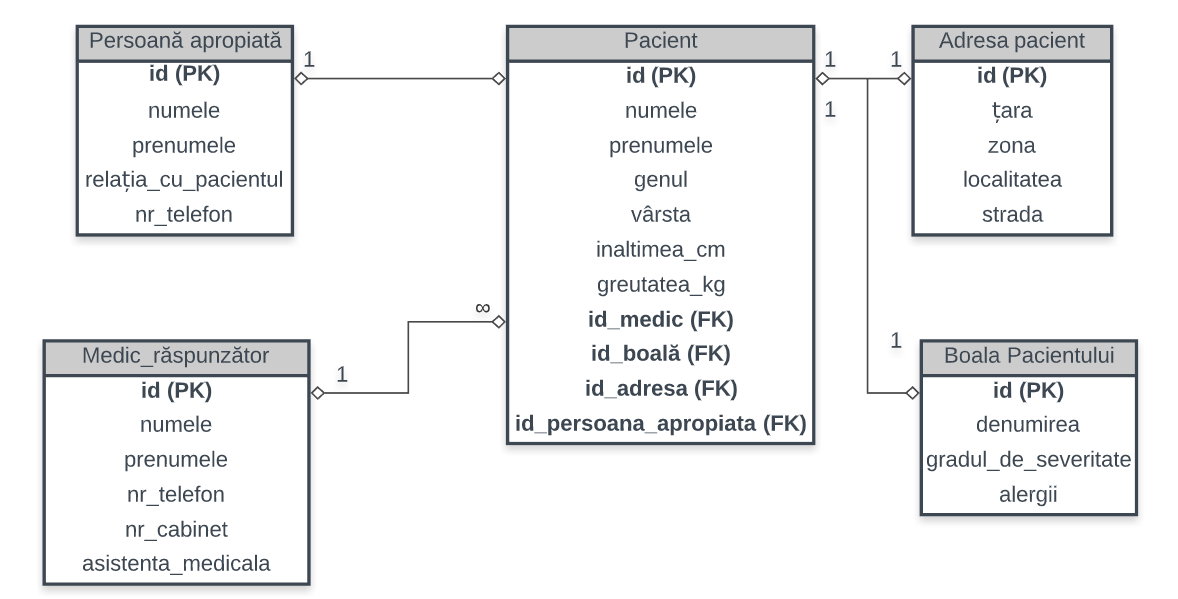 Persoană apropiată
id (PK)
numele
prenumele
relația_cu_pacientul
nr_telefon
1
Pacient
id (PK)
numele
prenumele
genul
vârsta
inaltimea_cm
greutatea_kg
id_medic (FK)
id_boală (FK)
id_adresa (FK)
id_persoana_apropiata (FK)
1
1
1
Adresa pacient
id (PK)
țara
zona
localitatea
strada
∞
1
Medic_răspunzător
id (PK)
numele
prenumele
nr_telefon
nr_cabinet
asistenta_medicala
1
Boala Pacientului
id (PK)
denumirea
gradul_de_severitate
alergii